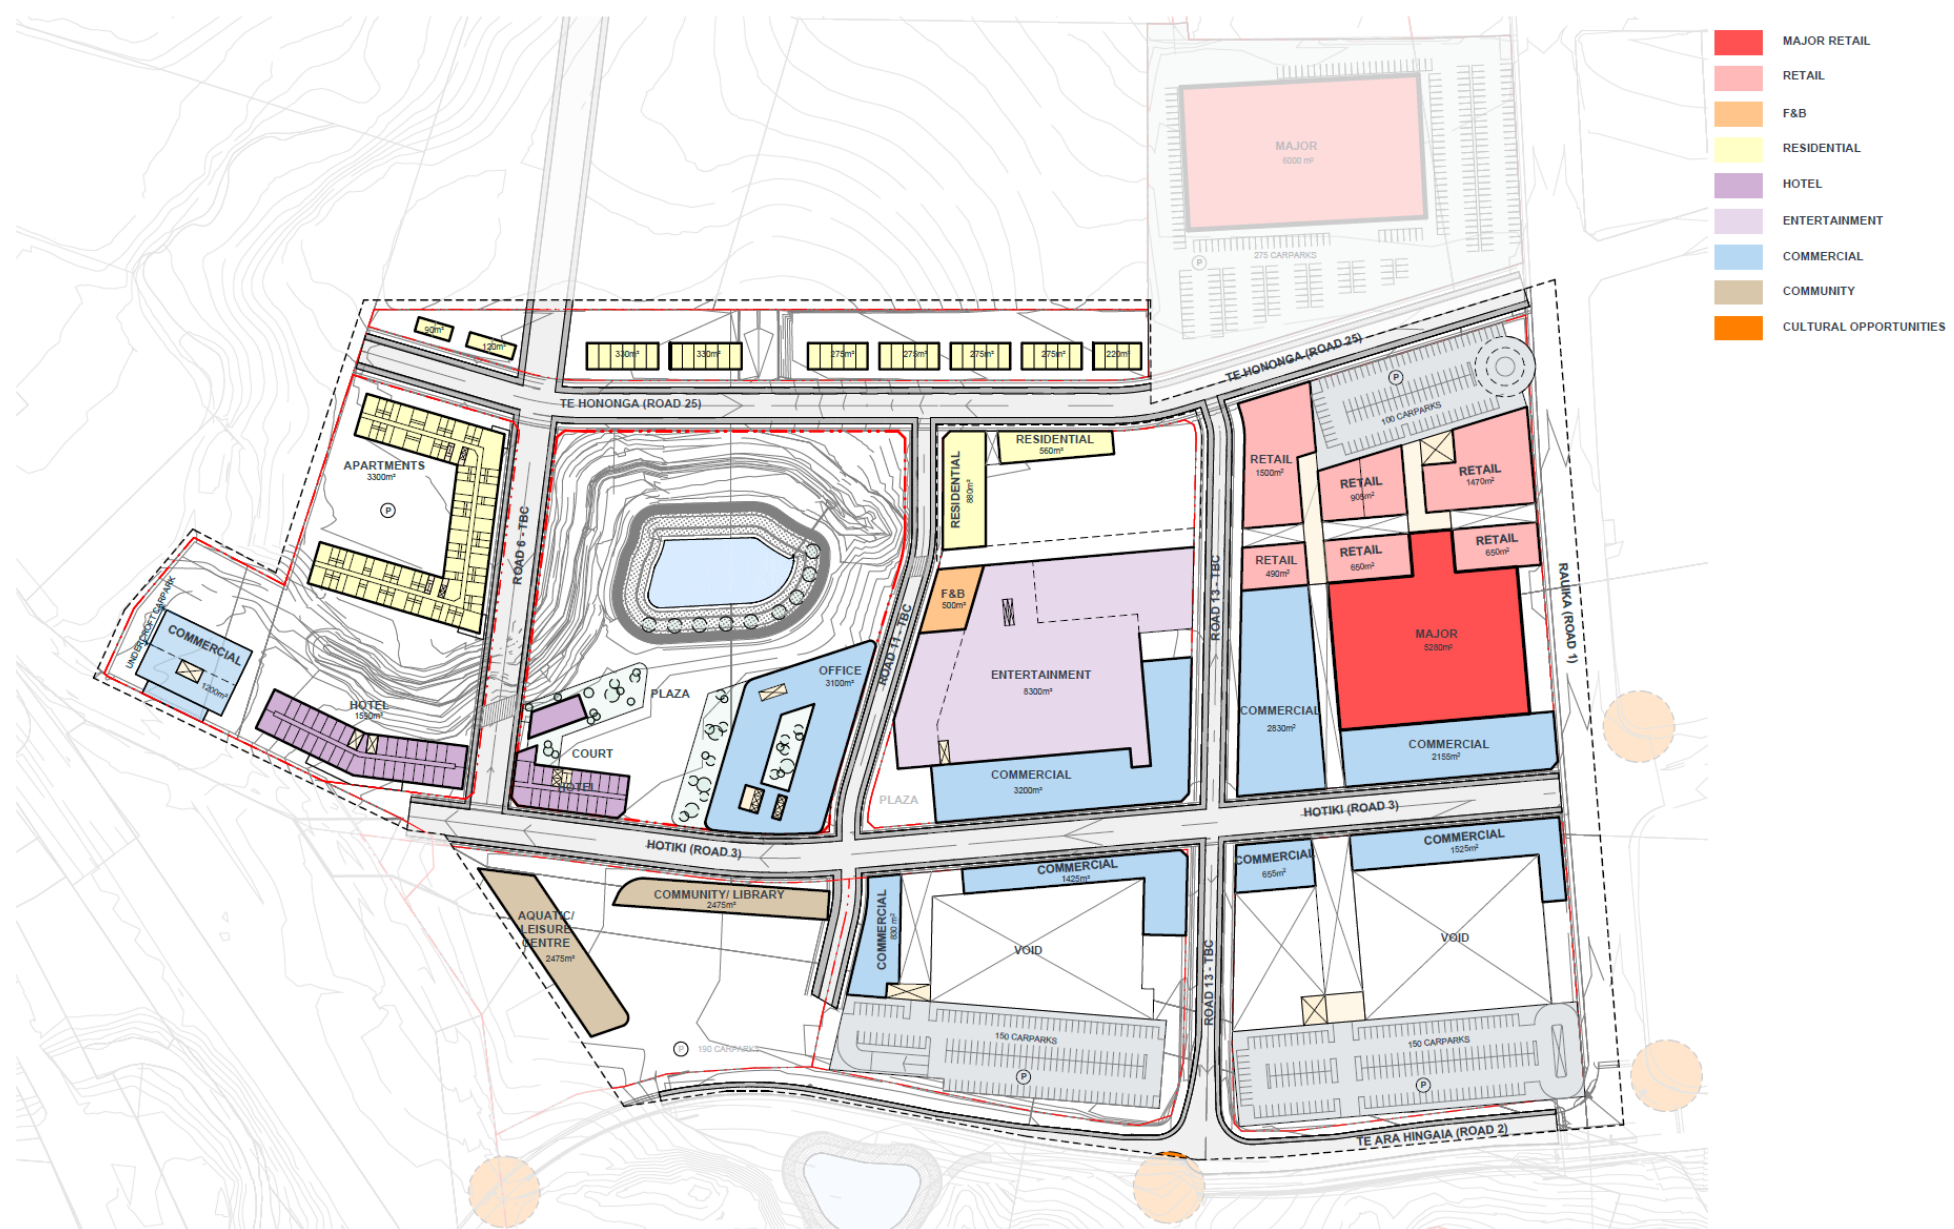 MAJOR RETAIL
RETAIL
F&B
RESIDENTIAL
HOTEL
ENTERTAINMENT
COMMERCIAL
COMMUNITY
CULTURAL OPPORTUNITIES
MAJOR
6000 m²
275 CARPARKS
P
TE HONONGA (ROAD 25)
90m²
120m²
330m²
330m²
275m²
275m²
275m²
275m²
220m²
TE HONONGA (ROAD 25)
P
100 CARPARKS
APARTMENTS
3300m²
P
ROAD 6 - TBC
RESIDENTIAL
560m²
RESIDENTIAL
880m²
RETAIL
1500m²
RETAIL
905m²
RETAIL
1470m²
RETAIL
490m²
RETAIL
650m²
RETAIL
650m²
ROAD 13 - TBC
RAUIKA (ROAD 1)
UNDERCROFT CARPARK
COMMERCIAL
1200m²
F&B
500m²
ROAD 11 - TBC
MAJOR
5280m²
OFFICE
3100m²
ENTERTAINMENT
8300m²
PLAZA
HOTEL
1550m²
COMMERCIAL
2830m²
COMMERCIAL
2155m²
COURT
HOTEL
COMMERCIAL
3200m²
PLAZA
HOTIKI (ROAD 3)
HOTIKI (ROAD 3)
COMMERCIAL
1525m²
COMMERCIAL
655m²
COMMERCIAL
1425m²
COMMUNITY/ LIBRARY
2475m²
COMMERCIAL
830 m²
AQUATIC/
LEISURE
CENTRE
2475m²
VOID
VOID
ROAD 13 - TBC
150 CARPARKS
P
150 CARPARKS
P
P
190 CARPARKS
TE ARA HINGAIA (ROAD 2)